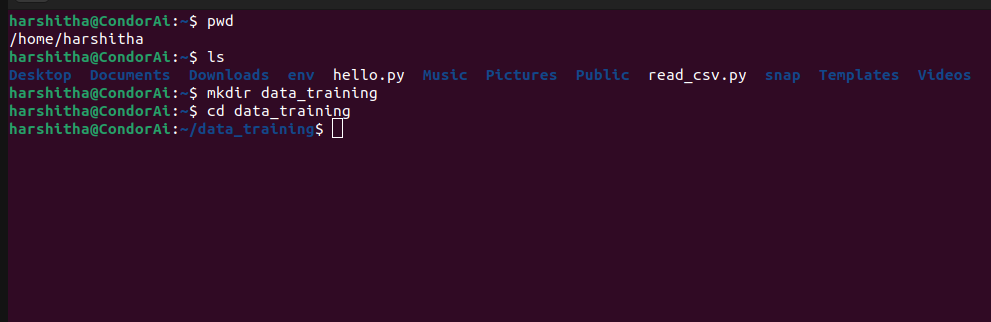 harshitha@CondorAi:~$ pwd
/home/harshitha
harshitha@CondorAi:~$ ls
Desktop  Documents  Downloads  env  hello.py  Music  Pictures  Public  read_csv.py  snap  Templates  Videos
harshitha@CondorAi:~$ mkdir data_training
harshitha@CondorAi:~$ cd data_training
harshitha@CondorAi:~/data_training$